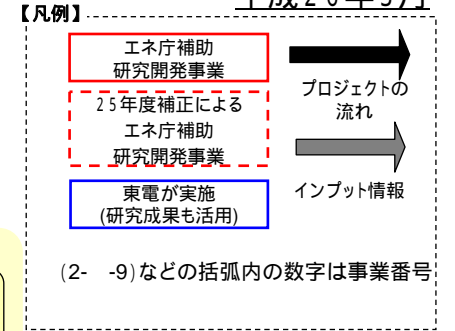 【凡例】
エネ庁補助
研究開発事業
25年度補正による
エネ庁補助
研究開発事業
東電が実施
(研究成果も活用)
プロジェクトの
流れ
インプット情報
(2-　-9)などの括弧内の数字は事業番号